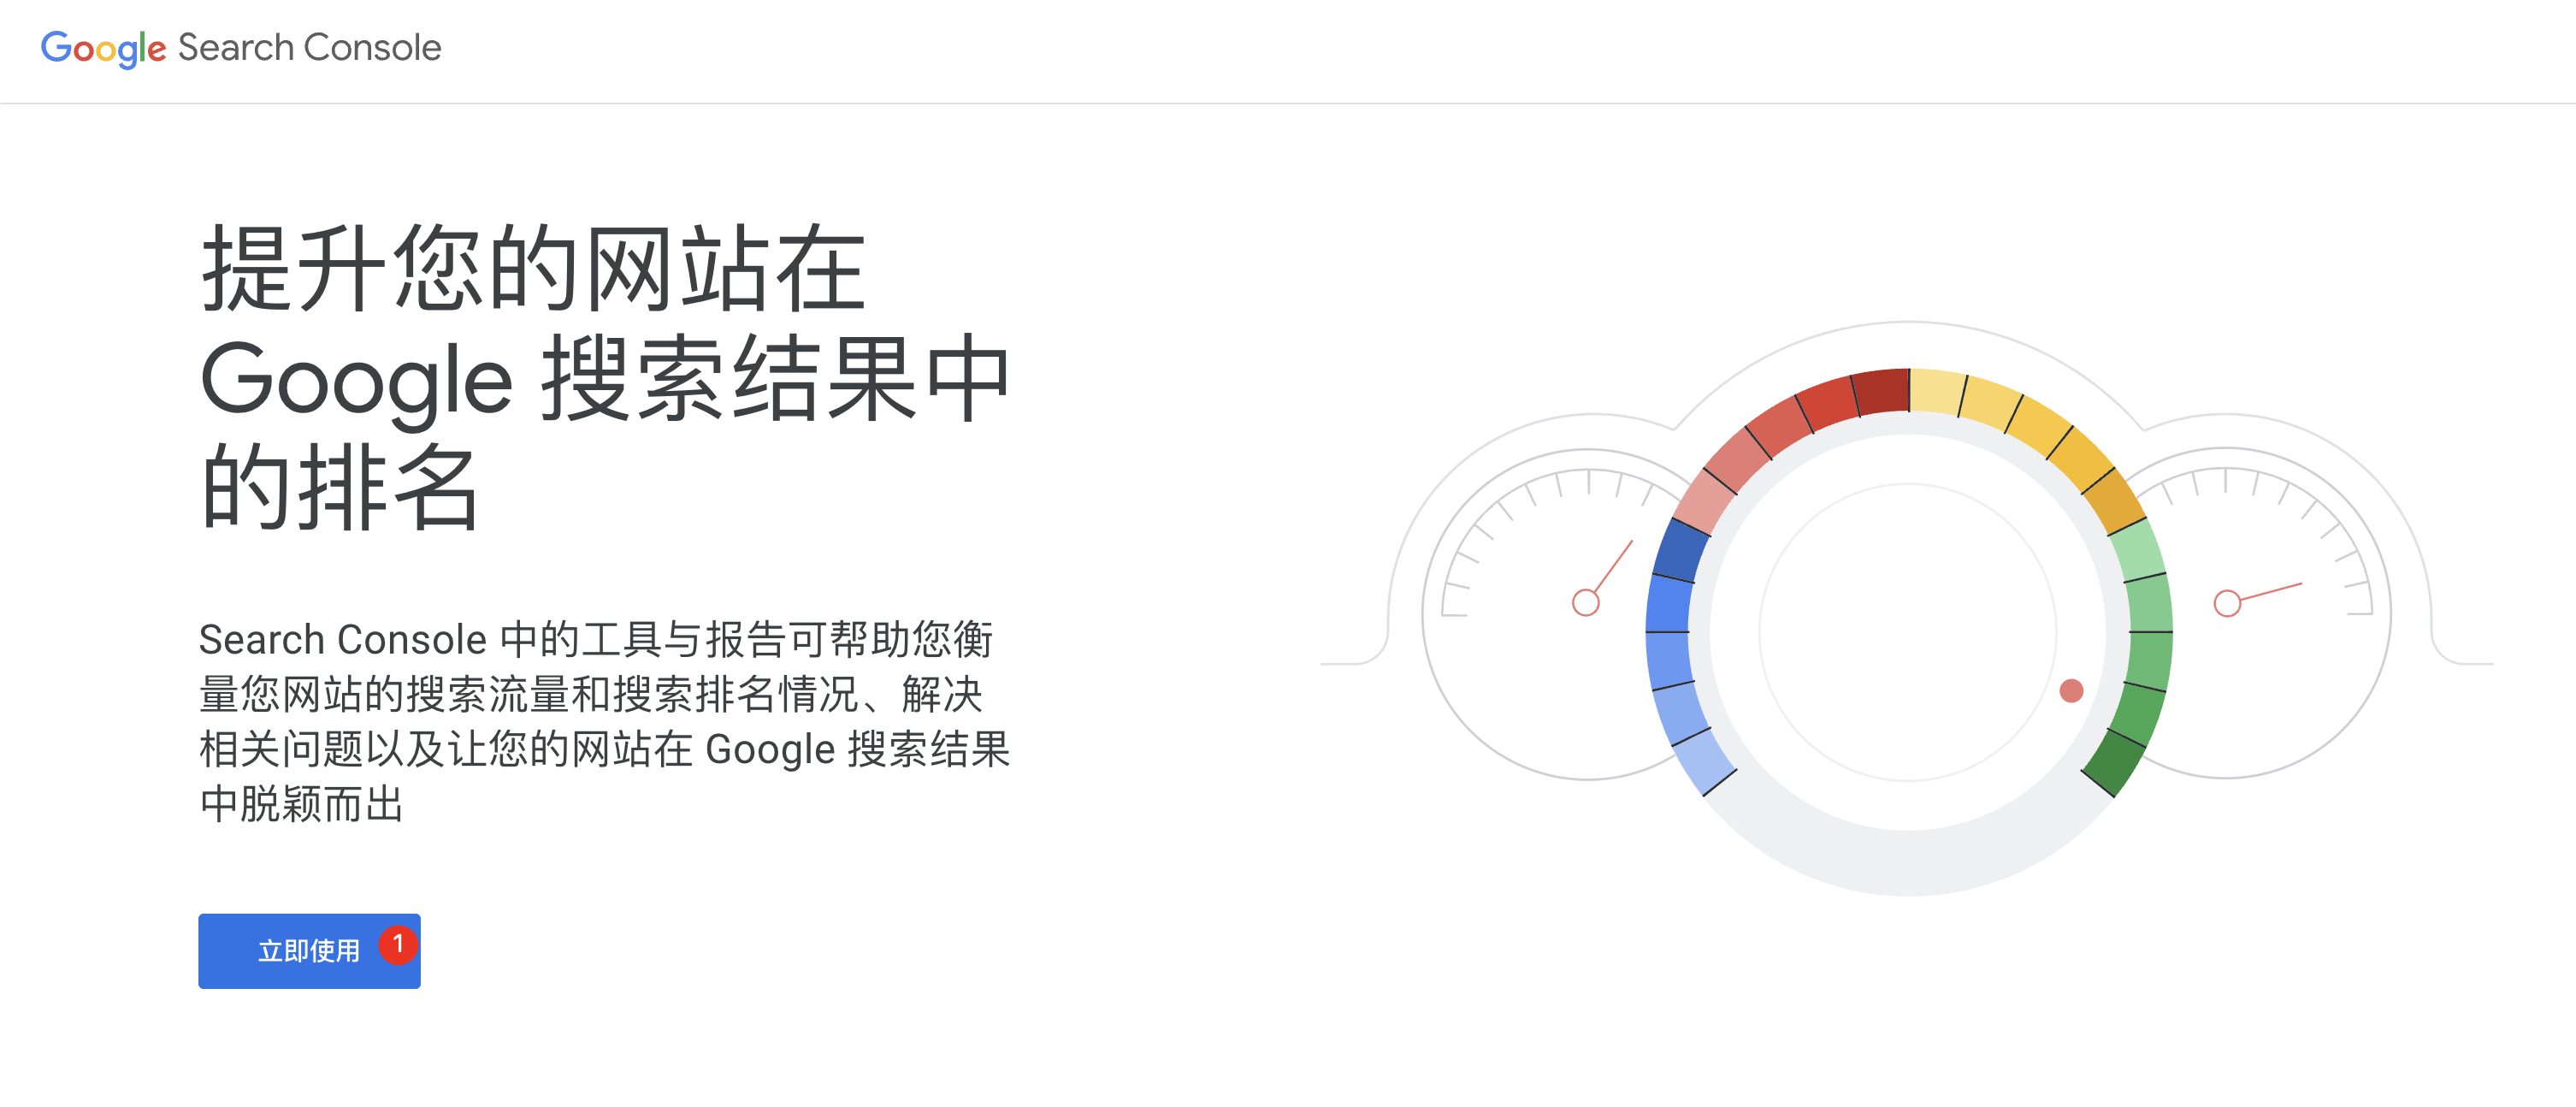 Google Search Console
提升您的网站在
Google 搜索结果中
的排名
Search Console 中的工具与报告可帮助您衡
量您网站的搜索流量和搜索排名情况、解决
相关问题以及让您的网站在 Google 搜索结果
中脱颖而出
立即使用 1